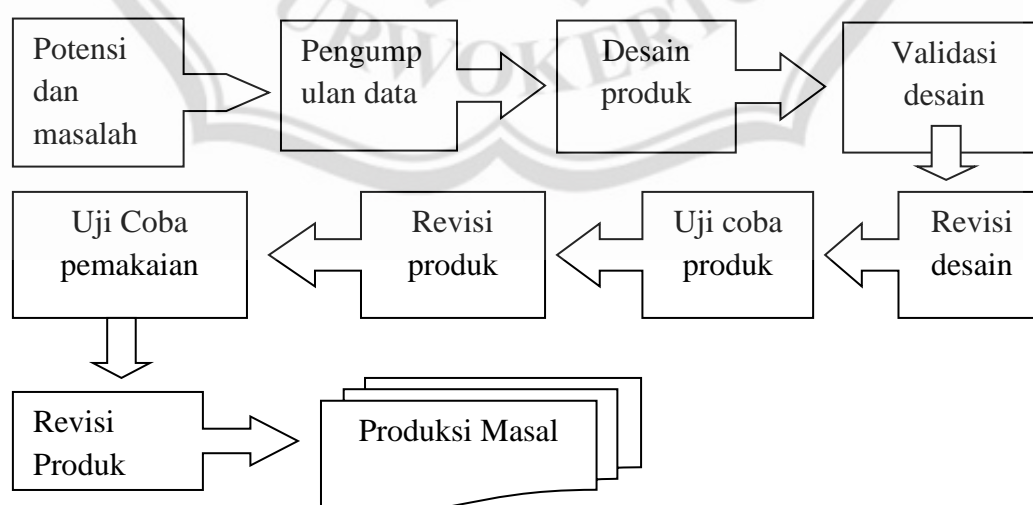 Potensi
dan
masalah
Pengump
ulan data
Desain
produk
Validasi
desain
Uji Coba
pemakaian
Revisi
produk
Uji coba
produk
Revisi
desain
Revisi
Produk
Produksi Masal